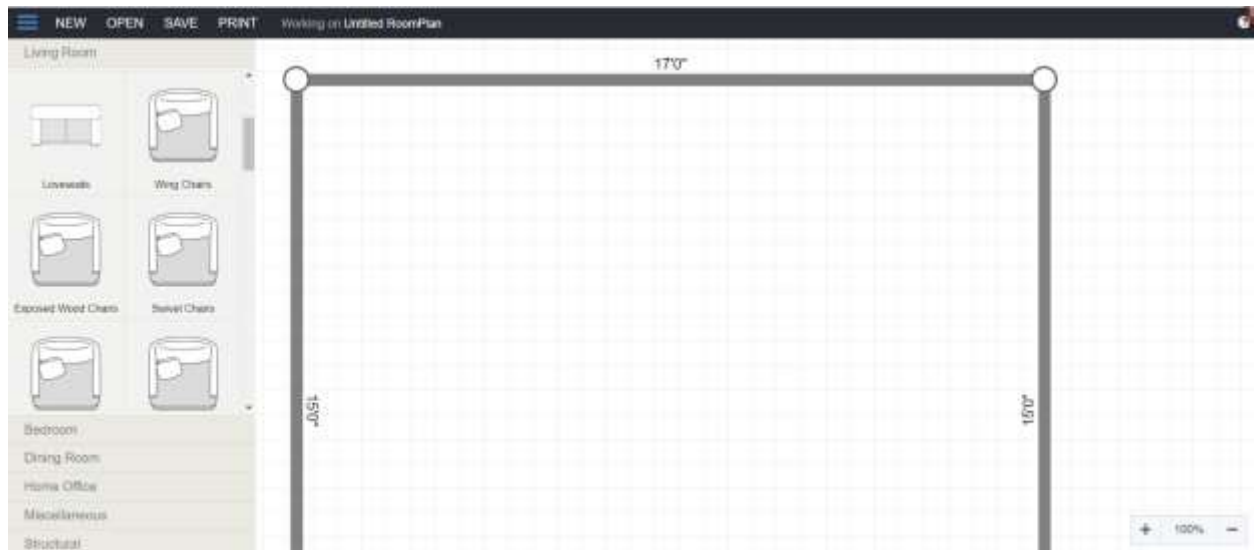 NEW OPEN SAVE PRINT Working on Untitled RoomPlan
Living Room
17'0"
Loveseats Wing Chairs
Exposed Wood Chairs Swivel Chairs
15'0" 15'0"
Bedroom
Dining Room
Home Office
Miscellaneous
Structural
+ 100% −